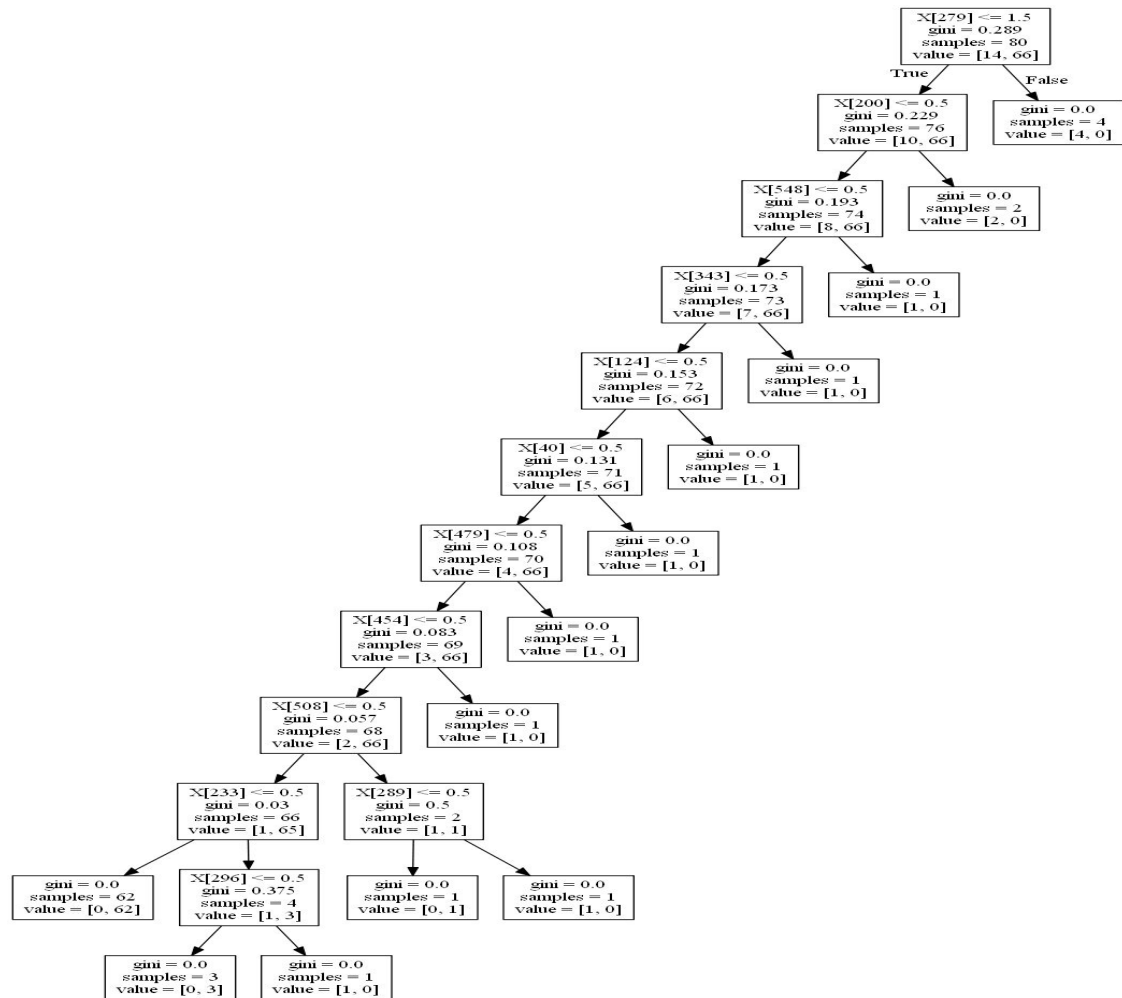 X[279] <= 1.5
gini = 0.289
samples = 80
value = [14, 66]
True
False
X[200] <= 0.5
gini = 0.229
samples = 76
value = [10, 66]
gini = 0.0
samples = 4
value = [4, 0]
X[548] <= 0.5
gini = 0.193
samples = 74
value = [8, 66]
gini = 0.0
samples = 2
value = [2, 0]
X[343] <= 0.5
gini = 0.173
samples = 73
value = [7, 66]
gini = 0.0
samples = 1
value = [1, 0]
X[124] <= 0.5
gini = 0.153
samples = 72
value = [6, 66]
gini = 0.0
samples = 1
value = [1, 0]
X[40] <= 0.5
gini = 0.131
samples = 71
value = [5, 66]
gini = 0.0
samples = 1
value = [1, 0]
X[479] <= 0.5
gini = 0.108
samples = 70
value = [4, 66]
gini = 0.0
samples = 1
value = [1, 0]
X[454] <= 0.5
gini = 0.083
samples = 69
value = [3, 66]
gini = 0.0
samples = 1
value = [1, 0]
X[508] <= 0.5
gini = 0.057
samples = 68
value = [2, 66]
gini = 0.0
samples = 1
value = [1, 0]
X[233] <= 0.5
gini = 0.03
samples = 66
value = [1, 65]
X[289] <= 0.5
gini = 0.5
samples = 2
value = [1, 1]
gini = 0.0
samples = 62
value = [0, 62]
X[296] <= 0.5
gini = 0.375
samples = 4
value = [1, 3]
gini = 0.0
samples = 1
value = [0, 1]
gini = 0.0
samples = 1
value = [1, 0]
gini = 0.0
samples = 3
value = [0, 3]
gini = 0.0
samples = 1
value = [1, 0]